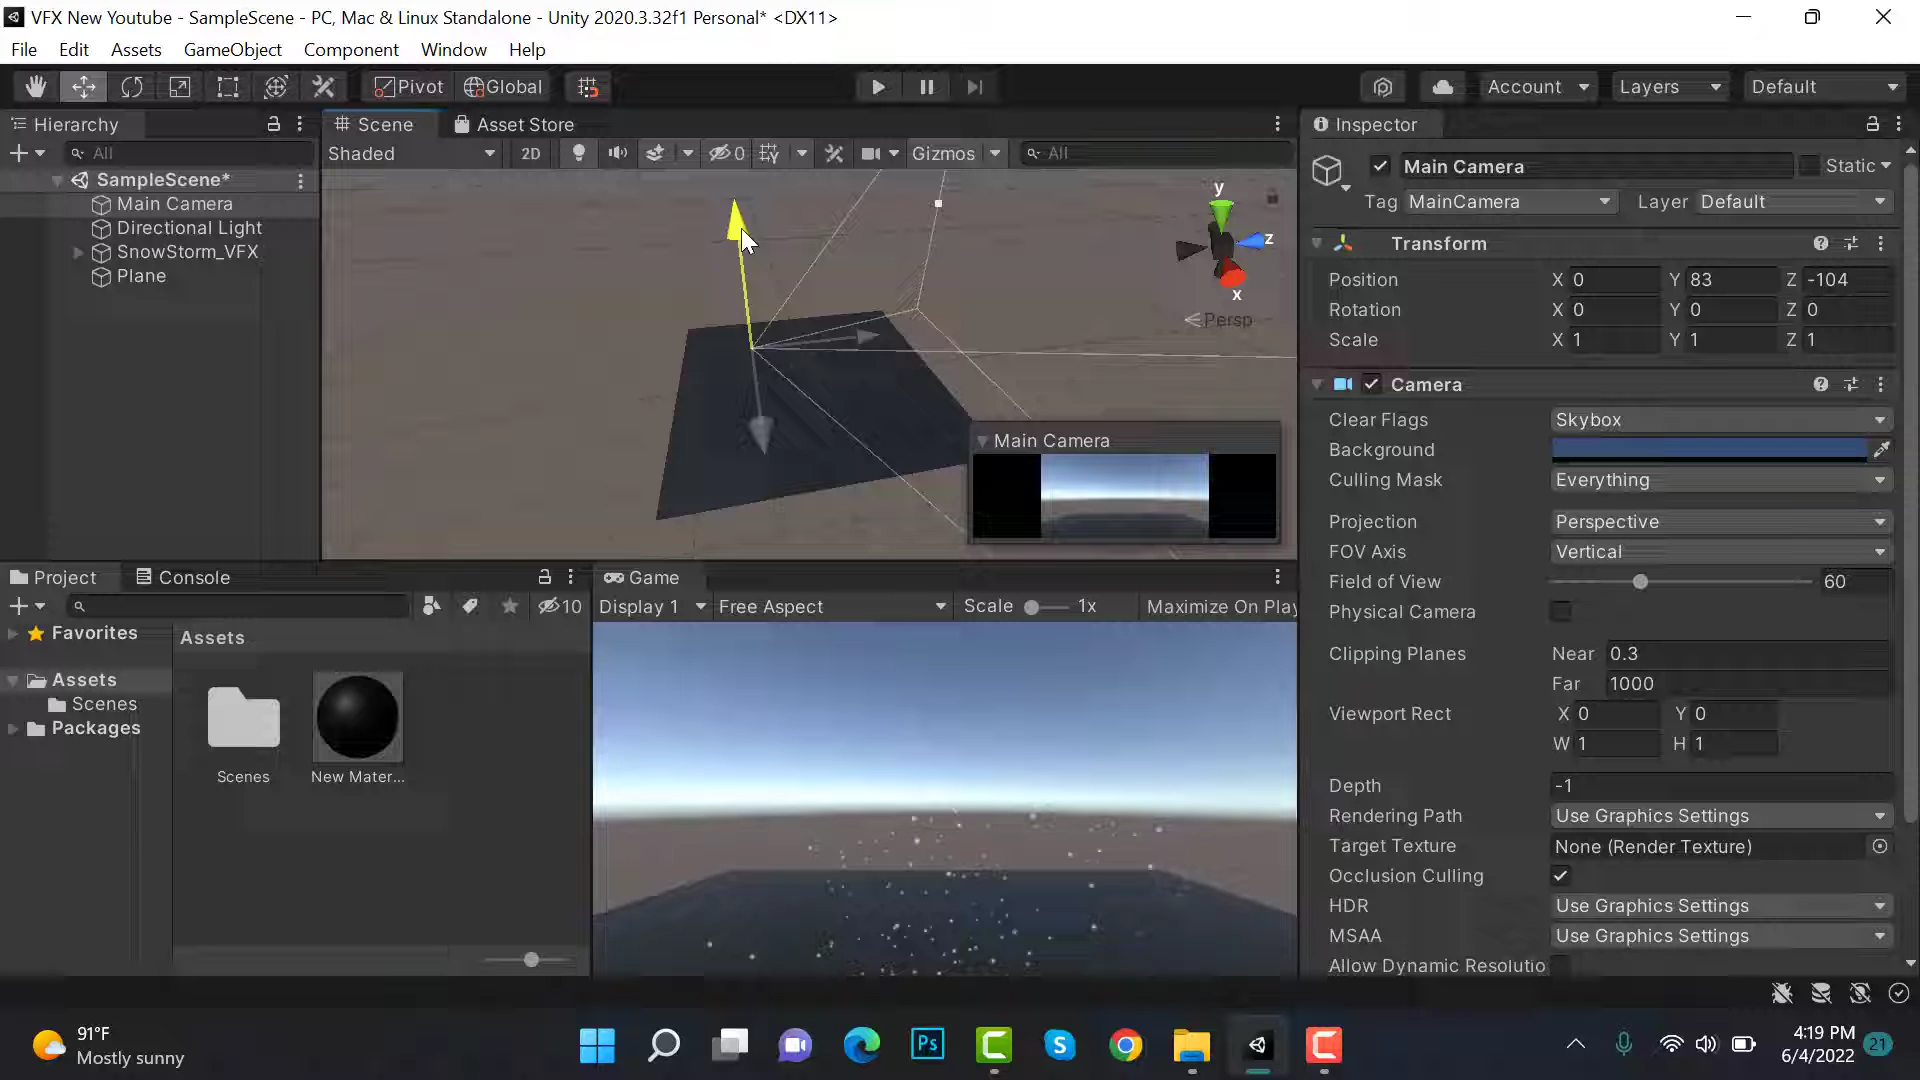 VFX New Youtube - SampleScene - PC, Mac & Linux Standalone - Unity 2020.3.32f1 Personal* <DX11>
File Edit Assets GameObject Component Window Help
Pivot Global Account Layers Default
Hierarchy
All
SampleScene*
Main Camera
Directional Light
SnowStorm_VFX
Plane
Scene Asset Store
Shaded 2D 0 Gizmos All
y
z
x
Persp
Main Camera
Project Console
10
Favorites
Assets
Scenes
Packages
Assets
Scenes
New Mater...
Game
Display 1 Free Aspect Scale 1x Maximize On Play
Inspector
Main Camera Static
Tag MainCamera Layer Default
Transform
Position X 0 Y 83 Z -104
Rotation X 0 Y 0 Z 0
Scale X 1 Y 1 Z 1
Camera
Clear Flags Skybox
Background
Culling Mask Everything
Projection Perspective
FOV Axis Vertical
Field of View 60
Physical Camera
Clipping Planes Near 0.3
Far 1000
Viewport Rect X 0 Y 0
W 1 H 1
Depth -1
Rendering Path Use Graphics Settings
Target Texture None (Render Texture)
Occlusion Culling
HDR Use Graphics Settings
MSAA Use Graphics Settings
Allow Dynamic Resolutio
91°F
Mostly sunny
Ps
4:19 PM
6/4/2022
21